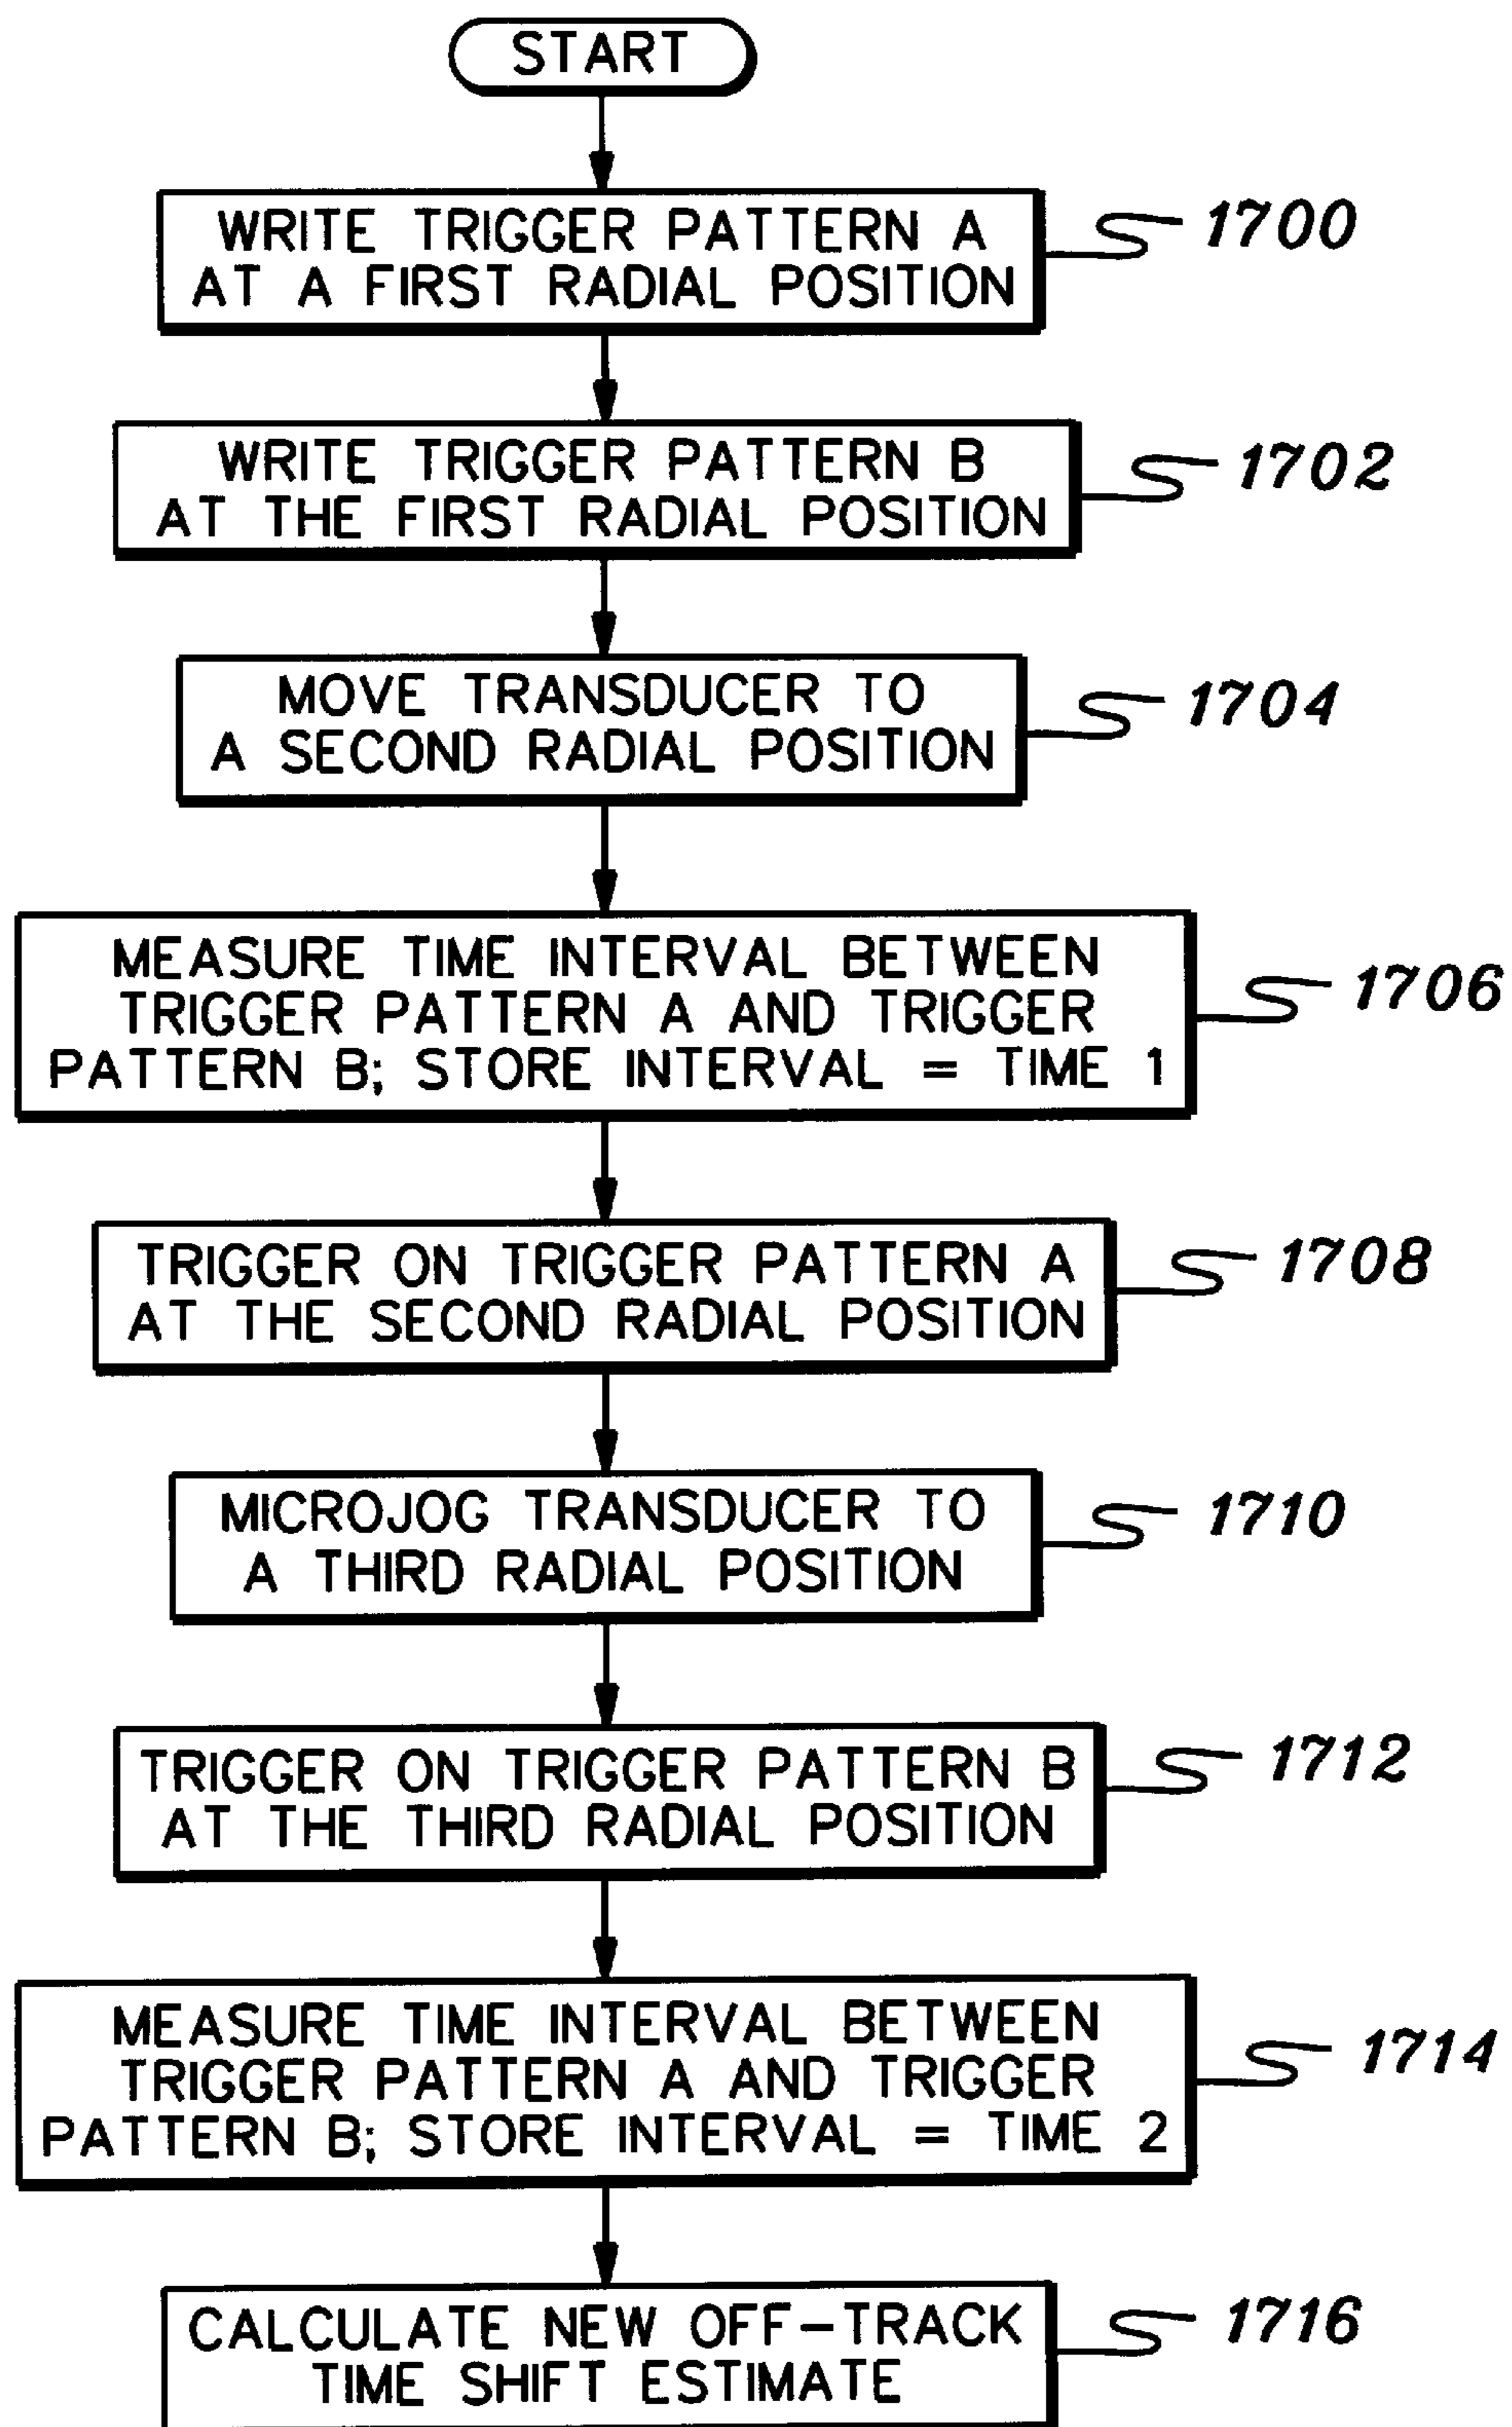 START
WRITE TRIGGER PATTERN A
AT A FIRST RADIAL POSITION
1700
WRITE TRIGGER PATTERN B
AT THE FIRST RADIAL POSITION
1702
MOVE TRANSDUCER TO
A SECOND RADIAL POSITION
1704
MEASURE TIME INTERVAL BETWEEN
TRIGGER PATTERN A AND TRIGGER
PATTERN B; STORE INTERVAL = TIME 1
1706
TRIGGER ON TRIGGER PATTERN A
AT THE SECOND RADIAL POSITION
1708
MICROJOG TRANSDUCER TO
A THIRD RADIAL POSITION
1710
TRIGGER ON TRIGGER PATTERN B
AT THE THIRD RADIAL POSITION
1712
MEASURE TIME INTERVAL BETWEEN
TRIGGER PATTERN A AND TRIGGER
PATTERN B; STORE INTERVAL = TIME 2
1714
CALCULATE NEW OFF-TRACK
TIME SHIFT ESTIMATE
1716